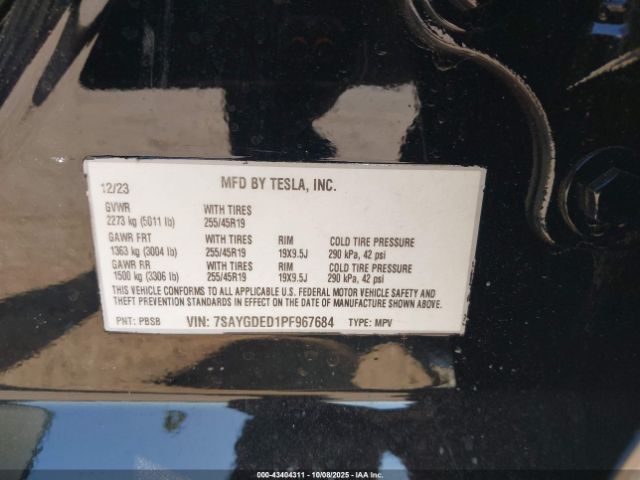 12/23 MFD BY TESLA, INC.
GVWR WITH TIRES
2273 kg (5011 lb) 255/45R19
GAWR FRT WITH TIRES RIM COLD TIRE PRESSURE
1363 kg (3004 lb) 255/45R19 19X9.5J 290 kPa, 42 psi
GAWR RR WITH TIRES RIM COLD TIRE PRESSURE
1500 kg (3306 lb) 255/45R19 19X9.5J 290 kPa, 42 psi
THIS VEHICLE CONFORMS TO ALL APPLICABLE U.S. FEDERAL MOTOR VEHICLE SAFETY AND
THEFT PREVENTION STANDARDS IN EFFECT ON THE DATE OF MANUFACTURE SHOWN ABOVE.
PNT: PBSB VIN: 7SAYGDED1PF967684 TYPE: MPV
000-43404311 - 10/08/2025 - IAA Inc.